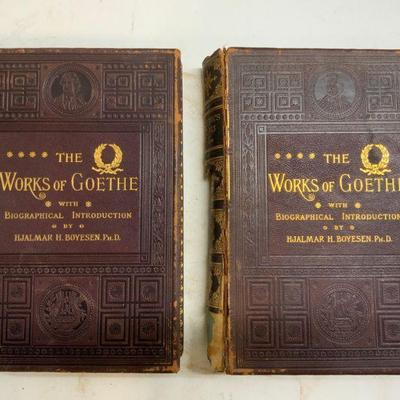 THE
WORKS OF GOETHE
WITH
BIOGRAPHICAL INTRODUCTION
BY
HJALMAR H. BOYESEN, PH.D.
THE
WORKS OF GOETHE
WITH
BIOGRAPHICAL INTRODUCTION
BY
HJALMAR H. BOYESEN, PH.D.